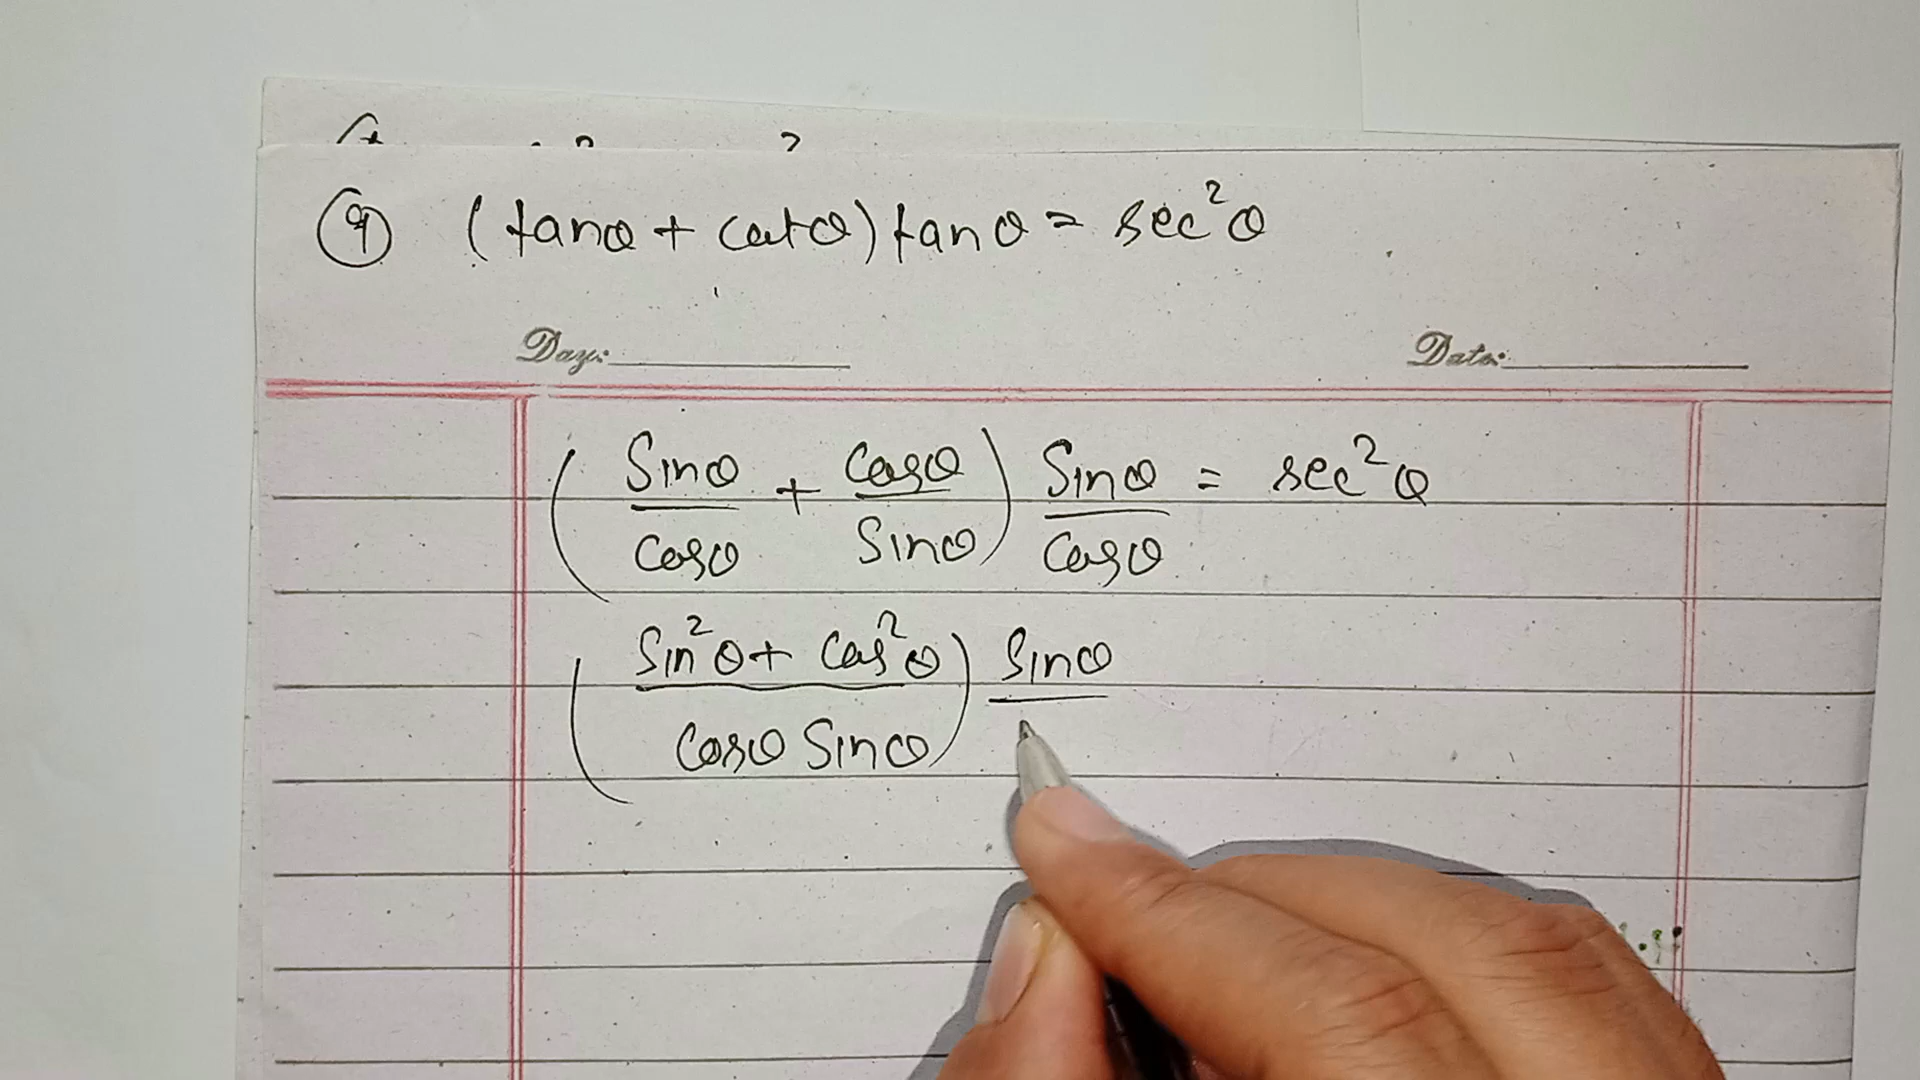 9 (tanθ + cotθ) tanθ = sec²θ
Day: Date:
( Sinθ/Cosθ + Cosθ/Sinθ ) Sinθ/Cosθ = sec²θ
( Sin²θ + Cos²θ / Cosθ Sinθ ) Sinθ